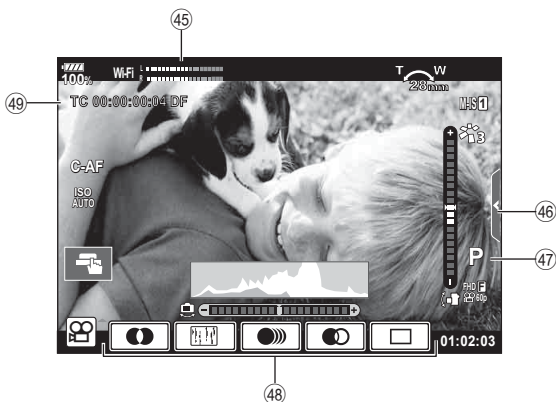 45
100%
Wi-Fi
L
R
T W
28mm
49
TC 00:00:00:04 DF
M-IS 1
3
C-AF
ISO
AUTO
46
P
47
FHD F
60p
01:02:03
48